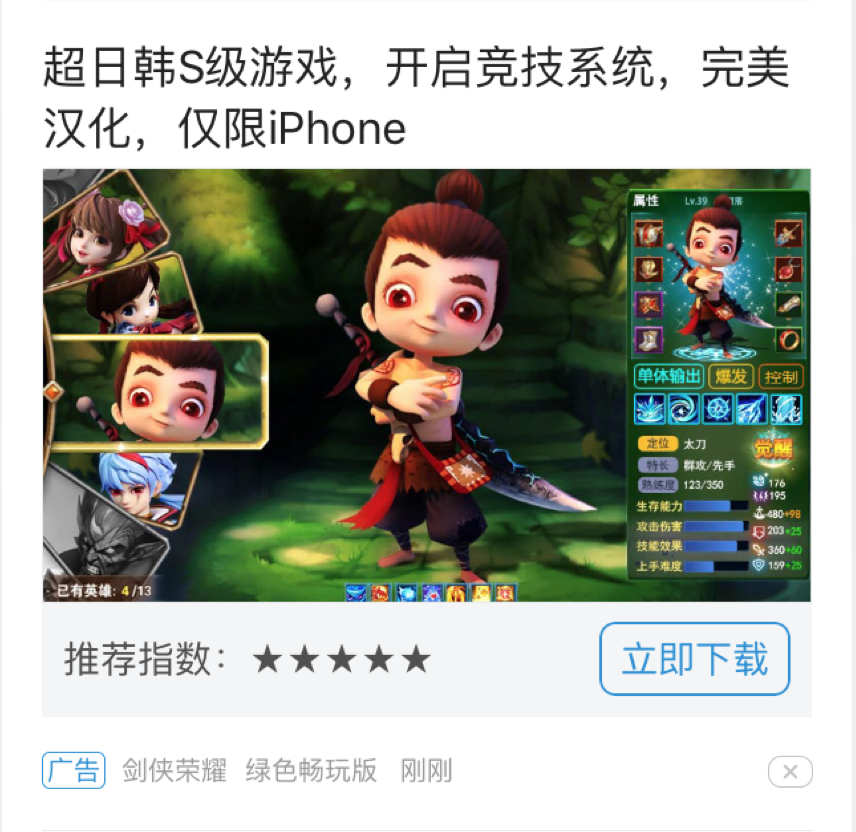 超日韩S级游戏，开启竞技系统，完美
汉化，仅限iPhone
属性 Lv.39
单体输出 爆发 控制
定位 太刀
觉醒
特长 群攻/先手
熟练度 123/350
176
195
生存能力 480+98
攻击伤害 203+25
技能效果 360+60
上手难度 159+25
已有英雄：4/13
推荐指数：★★★★★
立即下载
广告 剑侠荣耀 绿色畅玩版 刚刚